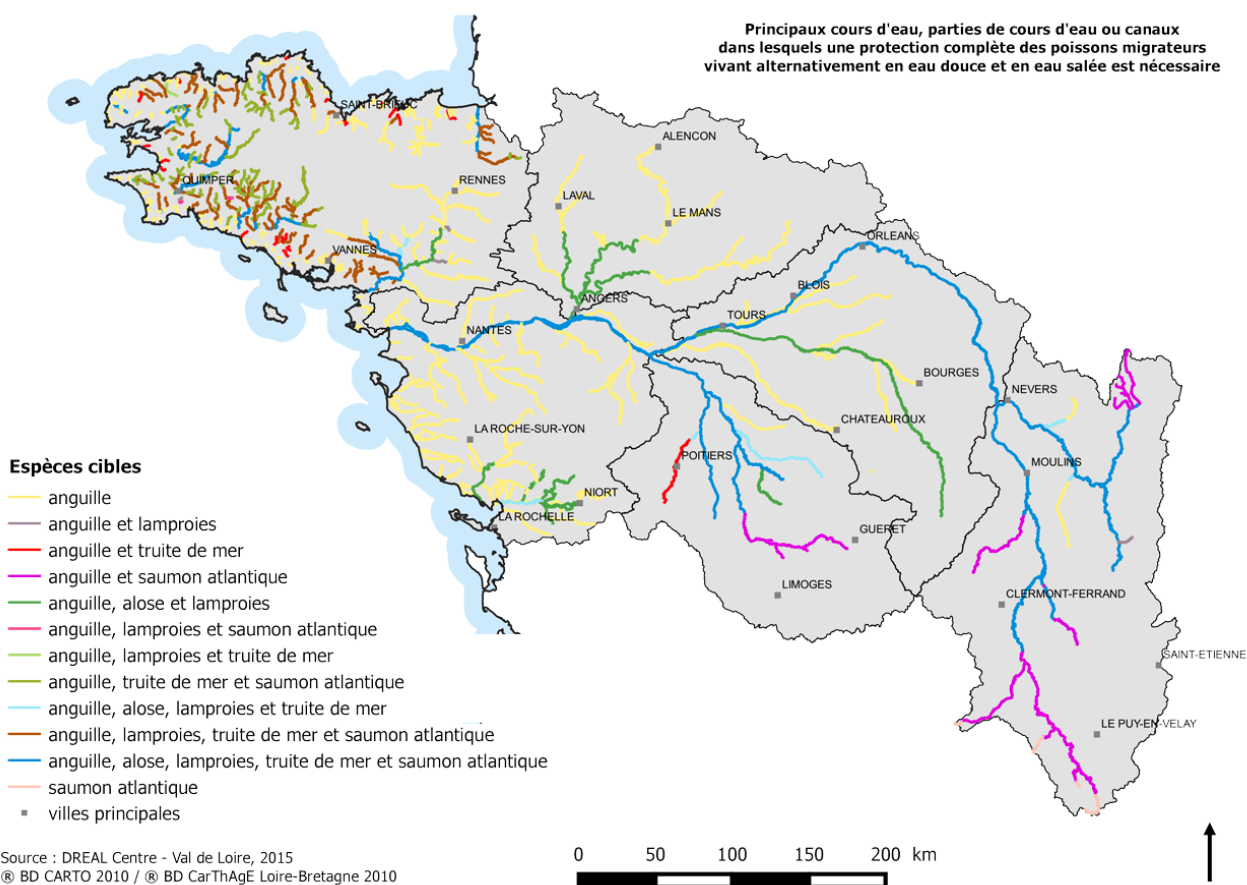 Principaux cours d'eau, parties de cours d'eau ou canaux
dans lesquels une protection complète des poissons migrateurs
vivant alternativement en eau douce et en eau salée est nécessaire
SAINT-BRIEUC
ALENCON
QUIMPER
RENNES
LAVAL
LE MANS
VANNES
ORLEANS
BLOIS
ANGERS
TOURS
NANTES
BOURGES
NEVERS
CHATEAUROUX
LA ROCHE-SUR-YON
POITIERS
MOULINS
NIORT
LA ROCHELLE
GUERET
LIMOGES
CLERMONT-FERRAND
SAINT-ETIENNE
LE PUY-EN-VELAY
Espèces cibles
anguille
anguille et lamproies
anguille et truite de mer
anguille et saumon atlantique
anguille, alose et lamproies
anguille, lamproies et saumon atlantique
anguille, lamproies et truite de mer
anguille, truite de mer et saumon atlantique
anguille, alose, lamproies et truite de mer
anguille, lamproies, truite de mer et saumon atlantique
anguille, alose, lamproies, truite de mer et saumon atlantique
saumon atlantique
villes principales
Source : DREAL Centre - Val de Loire, 2015
® BD CARTO 2010 / ® BD CarThAgE Loire-Bretagne 2010
0 50 100 150 200 km